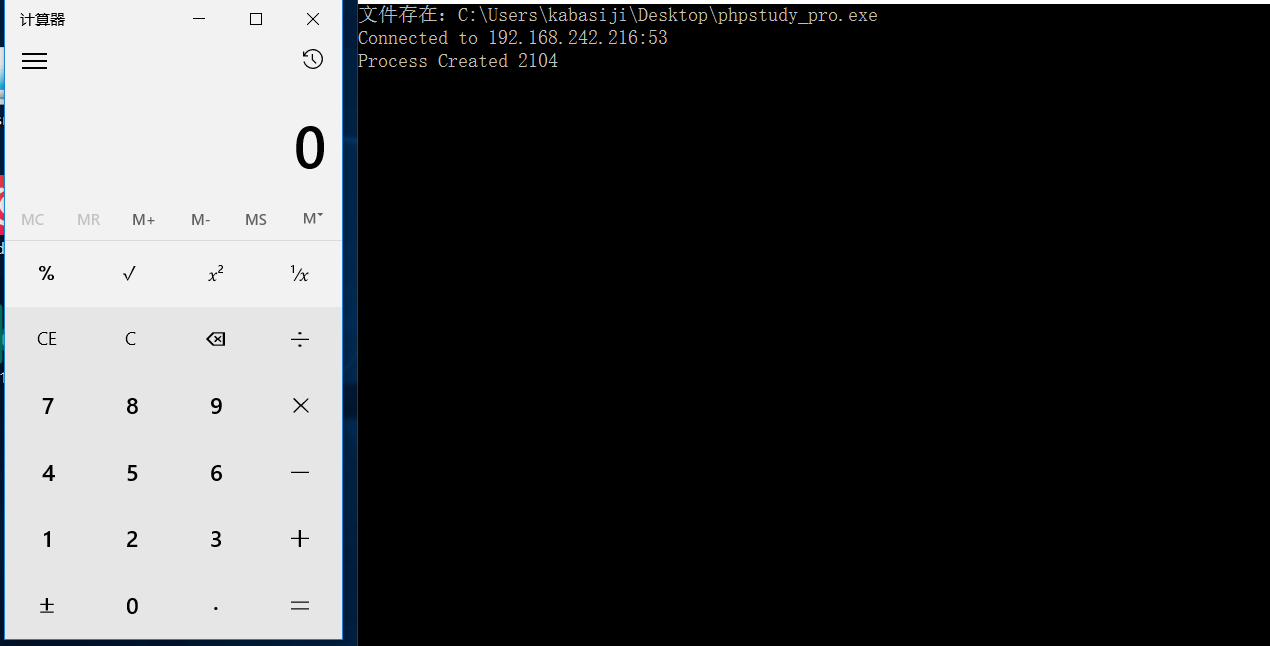 计算器
0
MC MR M+ M- MS M˅
% √ x² ¹/x
CE C ÷
7 8 9 ×
4 5 6 −
1 2 3 +
± 0 . =
文件存在：C:\Users\kabasiji\Desktop\phpstudy_pro.exe
Connected to 192.168.242.216:53
Process Created 2104